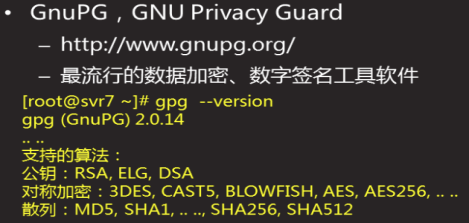 • GnuPG，GNU Privacy Guard
– http://www.gnupg.org/
– 最流行的数据加密、数字签名工具软件
[root@svr7 ~]# gpg  --version
gpg (GnuPG) 2.0.14
.. ..
支持的算法：
公钥：RSA, ELG, DSA
对称加密：3DES, CAST5, BLOWFISH, AES, AES256, .. ..
散列：MD5, SHA1, .. .., SHA256, SHA512